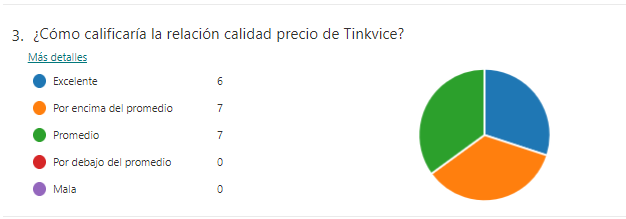 3. ¿Cómo calificaría la relación calidad precio de Tinkvice?
Más detalles
Excelente 6
Por encima del promedio 7
Promedio 7
Por debajo del promedio 0
Mala 0